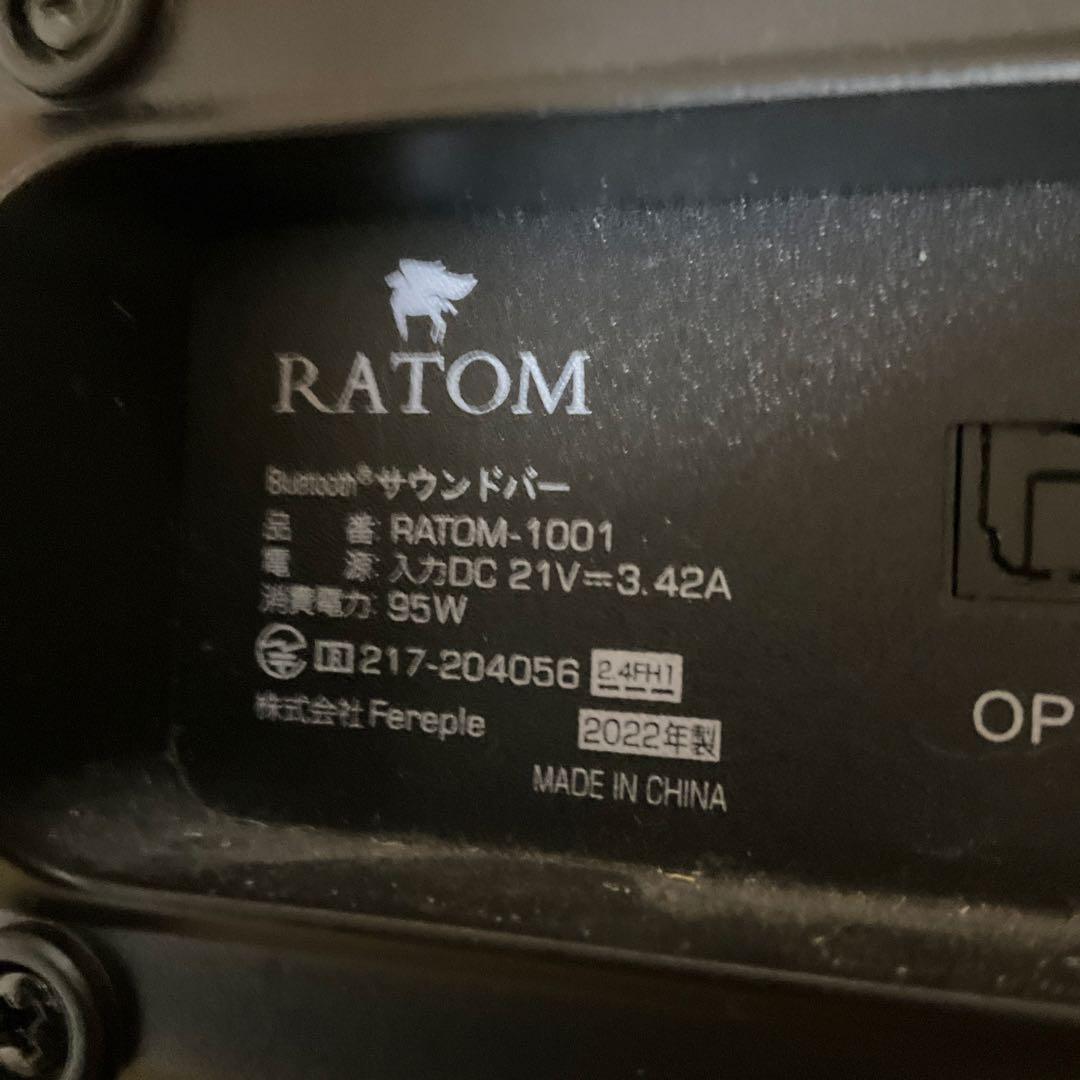 RATOM
Bluetooth®サウンドバー
品 番: RATOM-1001
電 源: 入力DC 21V⎓3.42A
消費電力: 95W
R 217-204056 2.4FH1
株式会社 Fereple 2022年製
MADE IN CHINA
OP